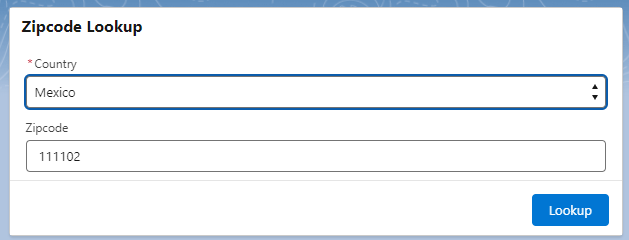 Zipcode Lookup
*Country
Mexico
Zipcode
111102
Lookup